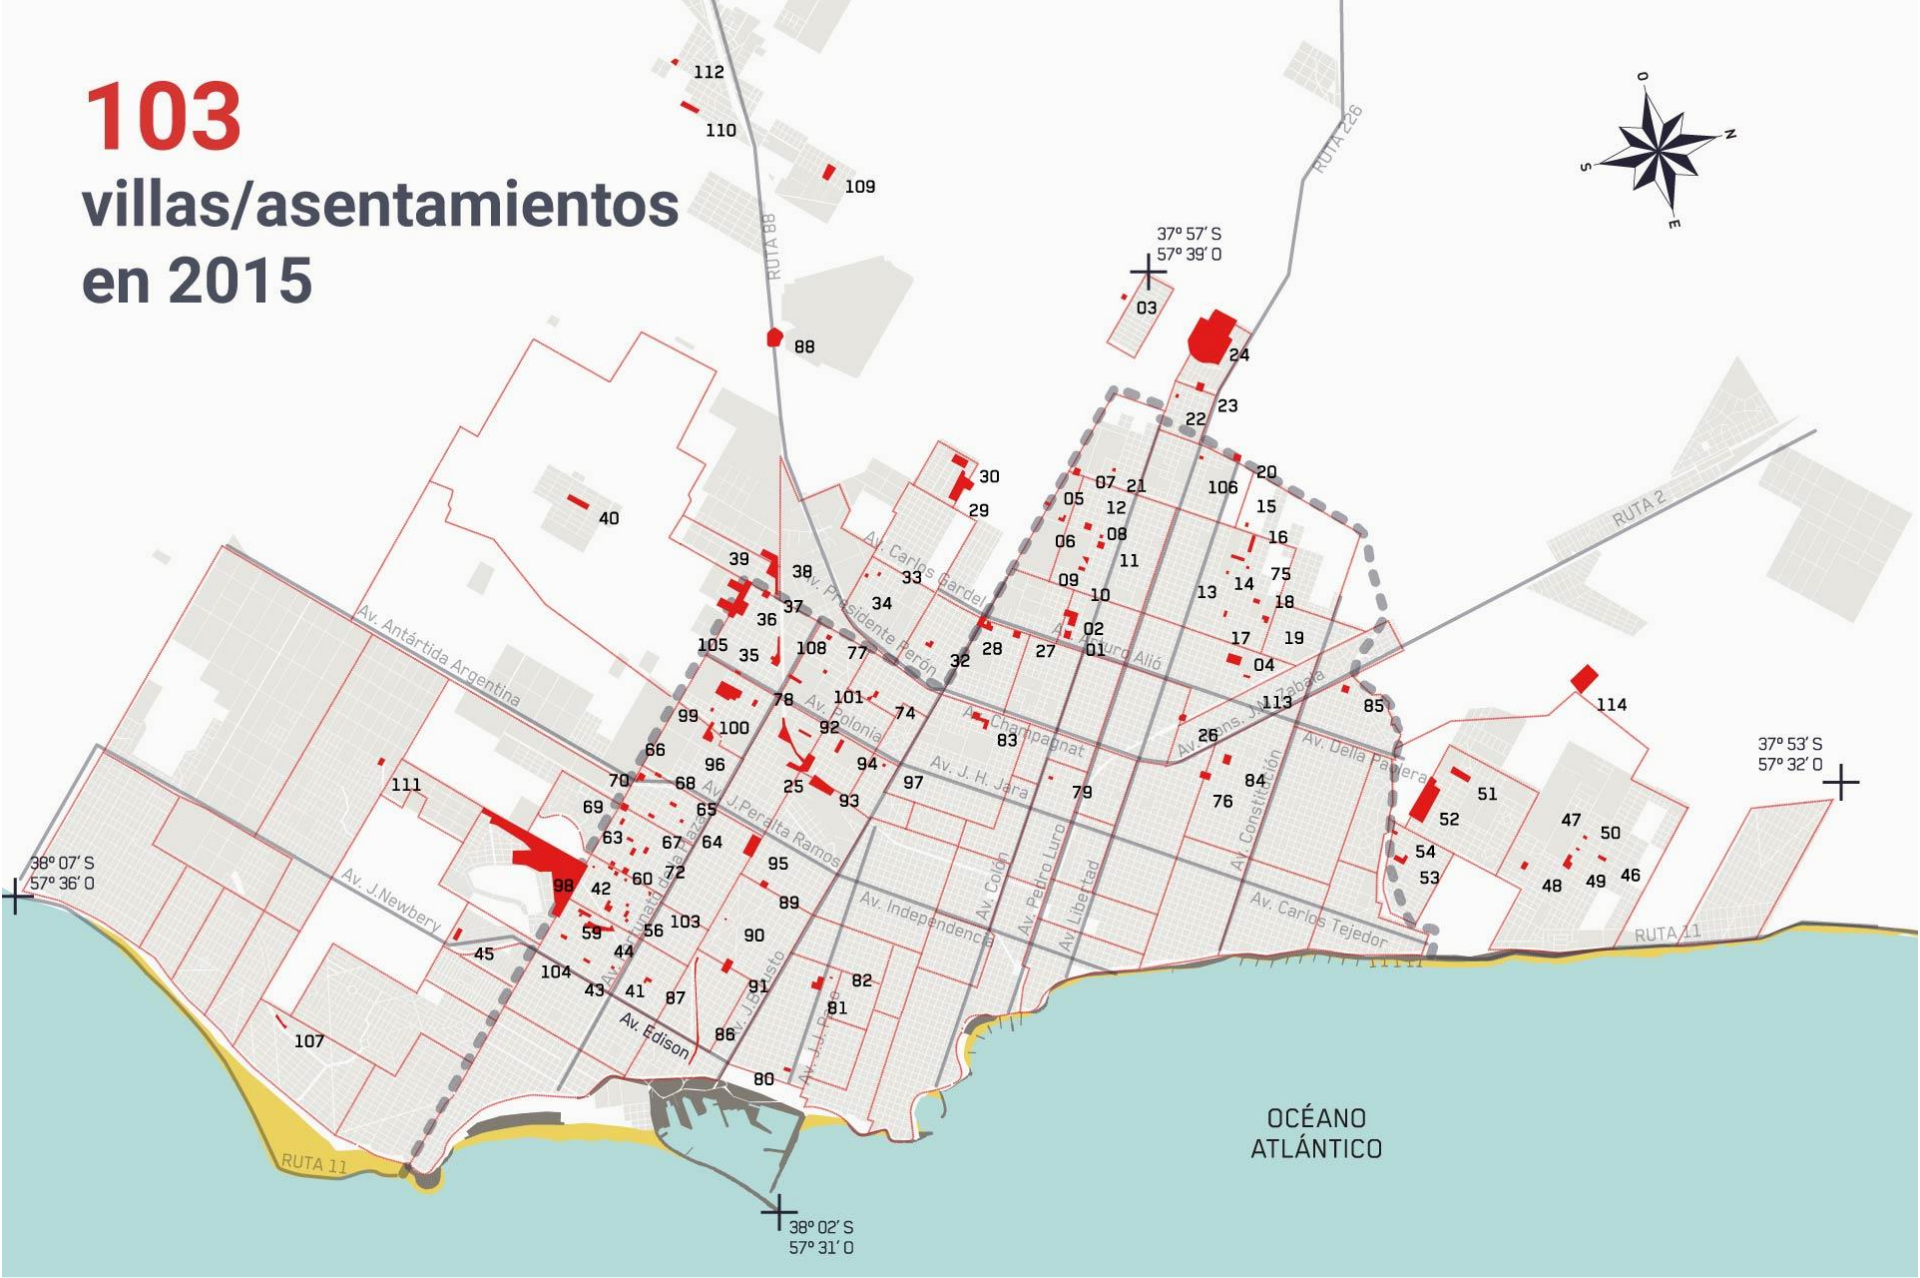 103
villas/asentamientos
en 2015
112
110
109
RUTA 88
88
RUTA 226
O
N
S
E
37º 57' S
57º 39' O
03
24
23
22
20
106
15
16
07
21
05
12
06
08
11
09
10
13
14
75
18
17
19
02
01
04
113
30
29
40
39
38
37
36
105
35
108
77
33
34
32
28
27
Av. Carlos Gardel
Av. Presidente Perón
Av. Arturo Alió
Av. Cons. J.M. Zabala
RUTA 2
Av. Antártida Argentina
99
100
78
101
74
92
Av. Polonia
66
96
70
68
25
94
93
97
83
Av. Champagnat
Av. J. H. Jara
79
26
84
76
85
114
Av. Della Paolera
37º 53' S
57º 32' O
51
52
47
50
54
53
48
49
46
111
69
65
63
67
64
Av. J.Peralta Ramos
95
72
60
42
98
89
59
56
103
44
90
45
104
43
41
87
91
82
81
86
80
38º 07' S
57º 36' O
Av. J.Newbery
Av. Independencia
Av. Colón
Av. Pedro Luro
Av. Libertad
Av. Constitución
Av. Carlos Tejedor
RUTA 11
107
Av. Edison
RUTA 11
OCÉANO
ATLÁNTICO
38º 02' S
57º 31' O